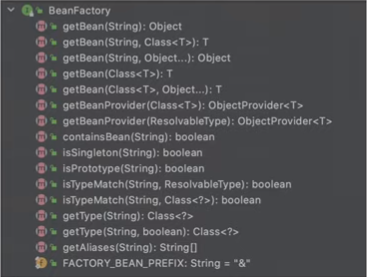 BeanFactory
getBean(String): Object
getBean(String, Class<T>): T
getBean(String, Object...): Object
getBean(Class<T>): T
getBean(Class<T>, Object...): T
getBeanProvider(Class<T>): ObjectProvider<T>
getBeanProvider(ResolvableType): ObjectProvider<T>
containsBean(String): boolean
isSingleton(String): boolean
isPrototype(String): boolean
isTypeMatch(String, ResolvableType): boolean
isTypeMatch(String, Class<?>): boolean
getType(String): Class<?>
getType(String, boolean): Class<?>
getAliases(String): String[]
FACTORY_BEAN_PREFIX: String = "&"